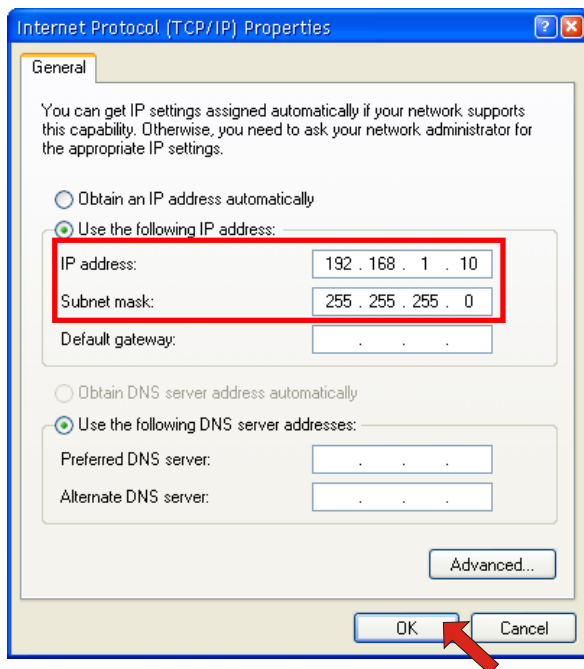 Internet Protocol (TCP/IP) Properties
General
You can get IP settings assigned automatically if your network supports
this capability. Otherwise, you need to ask your network administrator for
the appropriate IP settings.
Obtain an IP address automatically
Use the following IP address:
IP address: 192 . 168 . 1 . 10
Subnet mask: 255 . 255 . 255 . 0
Default gateway: . . .
Obtain DNS server address automatically
Use the following DNS server addresses:
Preferred DNS server: . . .
Alternate DNS server: . . .
Advanced...
OK Cancel